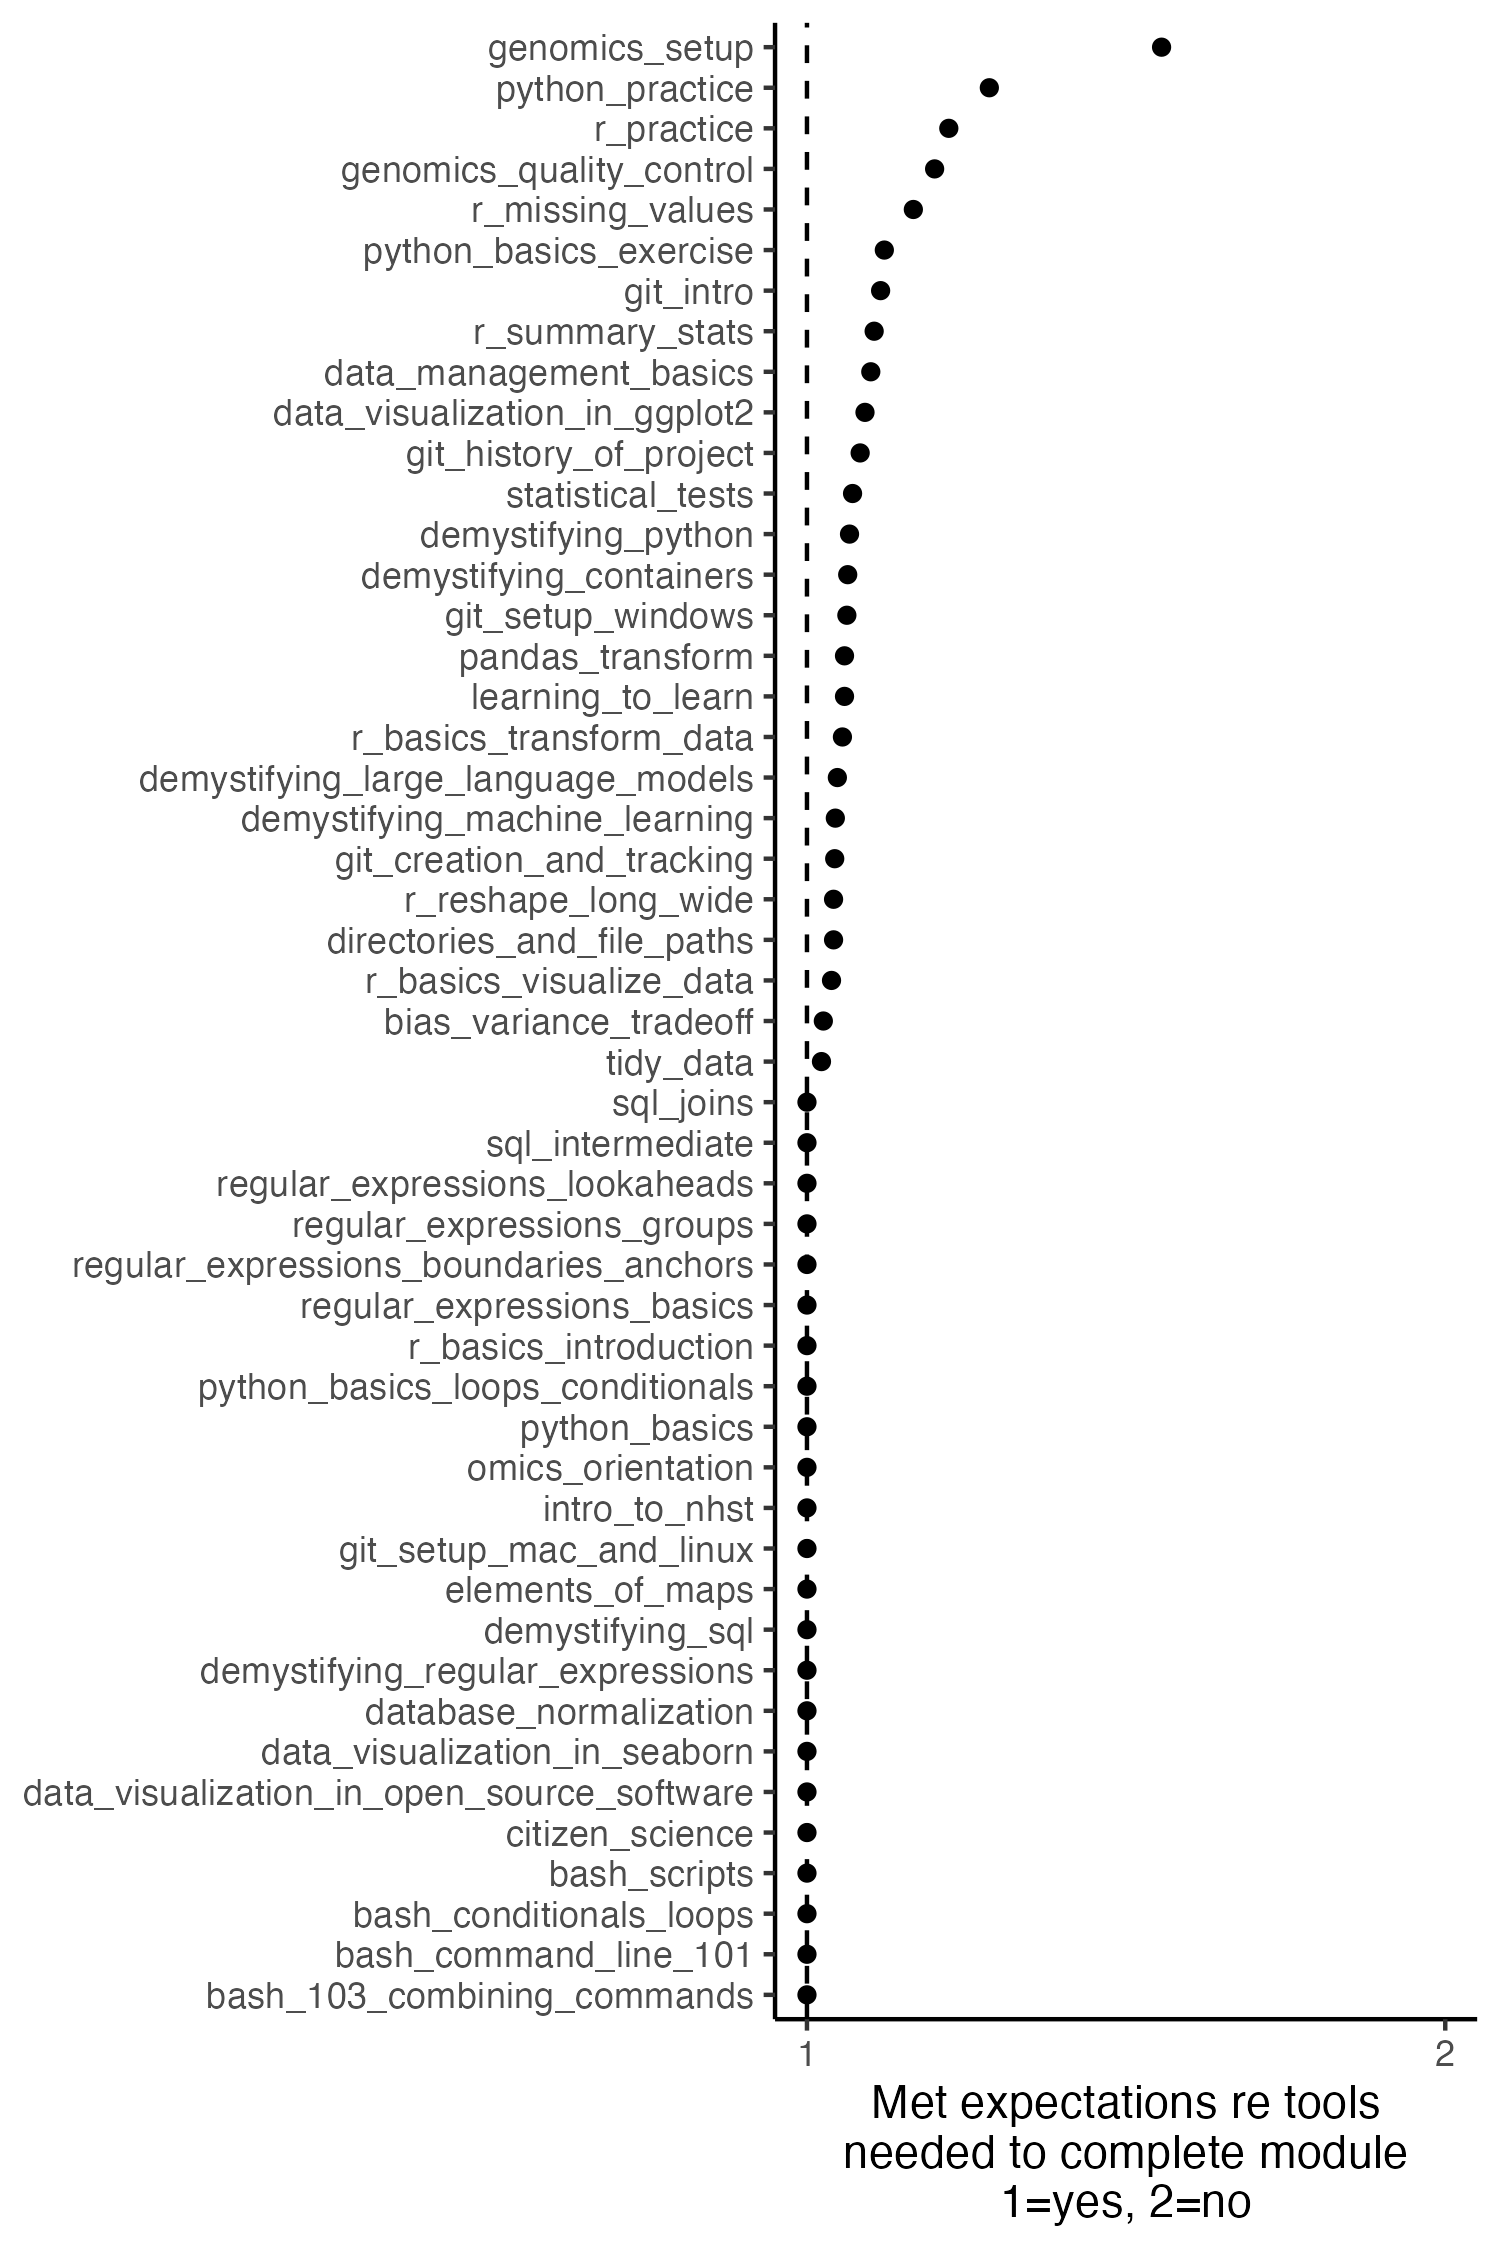 genomics_setup
python_practice
r_practice
genomics_quality_control
r_missing_values
python_basics_exercise
git_intro
r_summary_stats
data_management_basics
data_visualization_in_ggplot2
git_history_of_project
statistical_tests
demystifying_python
demystifying_containers
git_setup_windows
pandas_transform
learning_to_learn
r_basics_transform_data
demystifying_large_language_models
demystifying_machine_learning
git_creation_and_tracking
r_reshape_long_wide
directories_and_file_paths
r_basics_visualize_data
bias_variance_tradeoff
tidy_data
sql_joins
sql_intermediate
regular_expressions_lookaheads
regular_expressions_groups
regular_expressions_boundaries_anchors
regular_expressions_basics
r_basics_introduction
python_basics_loops_conditionals
python_basics
omics_orientation
intro_to_nhst
git_setup_mac_and_linux
elements_of_maps
demystifying_sql
demystifying_regular_expressions
database_normalization
data_visualization_in_seaborn
data_visualization_in_open_source_software
citizen_science
bash_scripts
bash_conditionals_loops
bash_command_line_101
bash_103_combining_commands
1 2
Met expectations re tools
needed to complete module
1=yes, 2=no